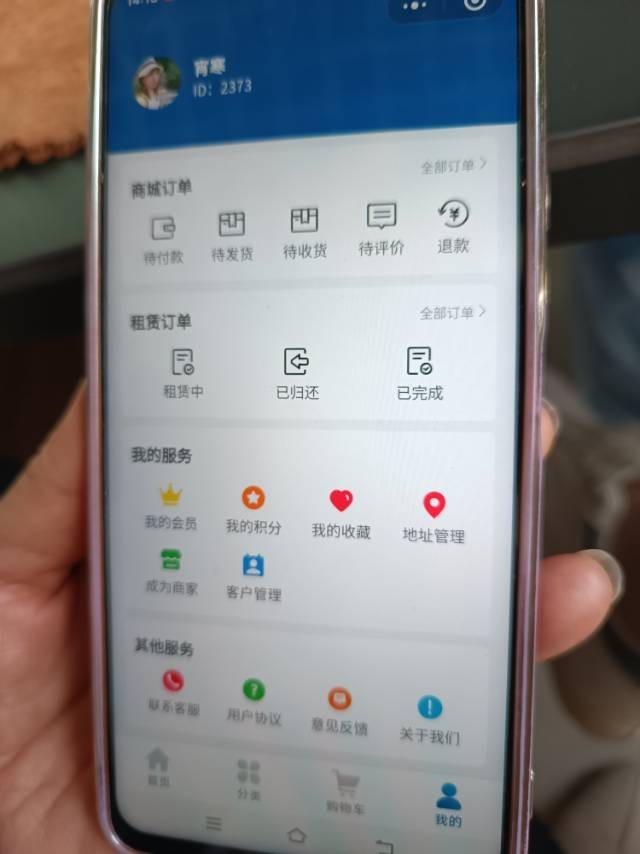 宵寒
ID：2373
商城订单
全部订单
待付款 待发货 待收货 待评价 退款
租赁订单
全部订单
租赁中 已归还 已完成
我的服务
我的会员 我的积分 我的收藏 地址管理
成为商家 客户管理
其他服务
联系客服 用户协议 意见反馈 关于我们
首页 分类 购物车 我的